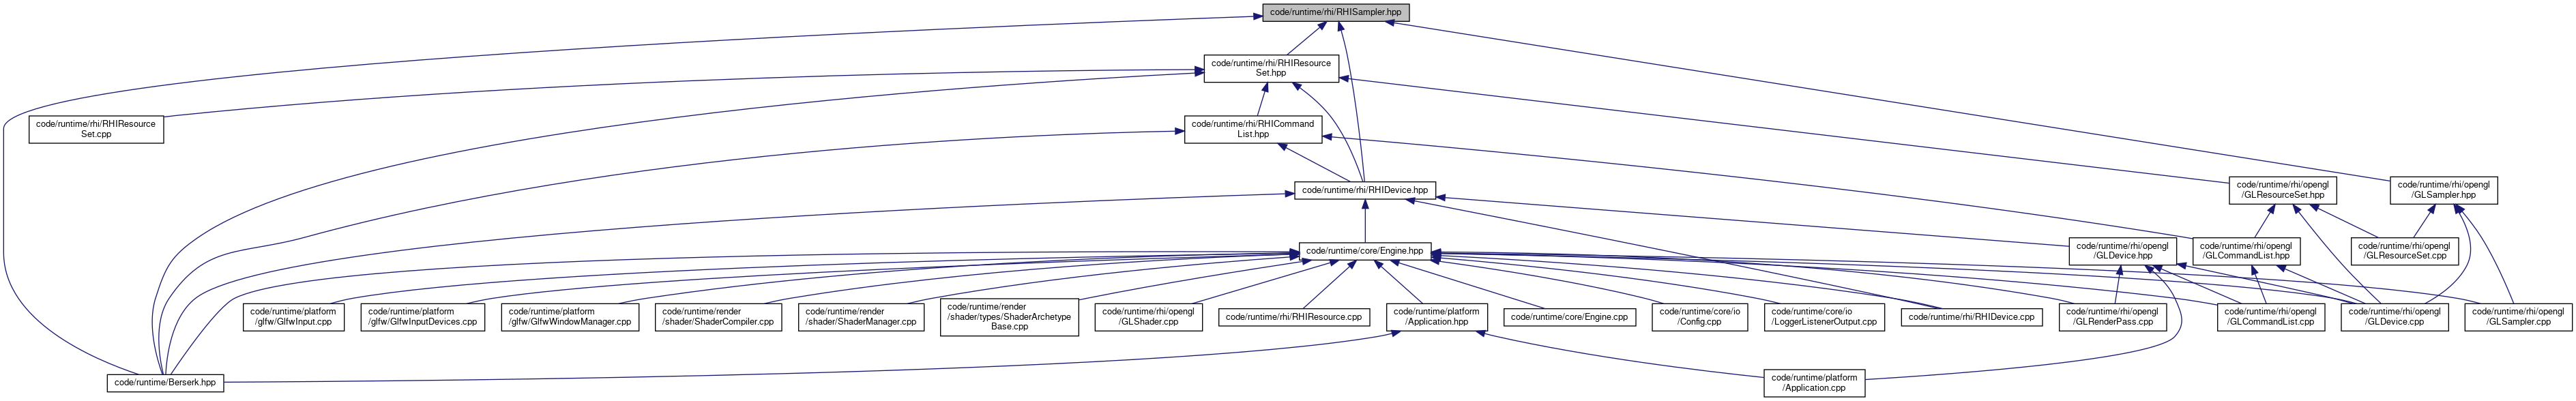 code/runtime/rhi/RHISampler.hpp
code/runtime/rhi/RHIResource
Set.hpp
code/runtime/rhi/RHIResource
Set.cpp
code/runtime/rhi/RHICommand
List.hpp
code/runtime/rhi/RHIDevice.hpp
code/runtime/rhi/opengl
/GLResourceSet.hpp
code/runtime/rhi/opengl
/GLSampler.hpp
code/runtime/core/Engine.hpp
code/runtime/rhi/opengl
/GLDevice.hpp
code/runtime/rhi/opengl
/GLCommandList.hpp
code/runtime/rhi/opengl
/GLResourceSet.cpp
code/runtime/platform
/glfw/GlfwInput.cpp
code/runtime/platform
/glfw/GlfwInputDevices.cpp
code/runtime/platform
/glfw/GlfwWindowManager.cpp
code/runtime/render
/shader/ShaderCompiler.cpp
code/runtime/render
/shader/ShaderManager.cpp
code/runtime/render
/shader/types/ShaderArchetype
Base.cpp
code/runtime/rhi/opengl
/GLShader.cpp
code/runtime/rhi/RHIResource.cpp
code/runtime/platform
/Application.hpp
code/runtime/core/Engine.cpp
code/runtime/core/io
/Config.cpp
code/runtime/core/io
/LoggerListenerOutput.cpp
code/runtime/rhi/RHIDevice.cpp
code/runtime/rhi/opengl
/GLRenderPass.cpp
code/runtime/rhi/opengl
/GLCommandList.cpp
code/runtime/rhi/opengl
/GLDevice.cpp
code/runtime/rhi/opengl
/GLSampler.cpp
code/runtime/Berserk.hpp
code/runtime/platform
/Application.cpp